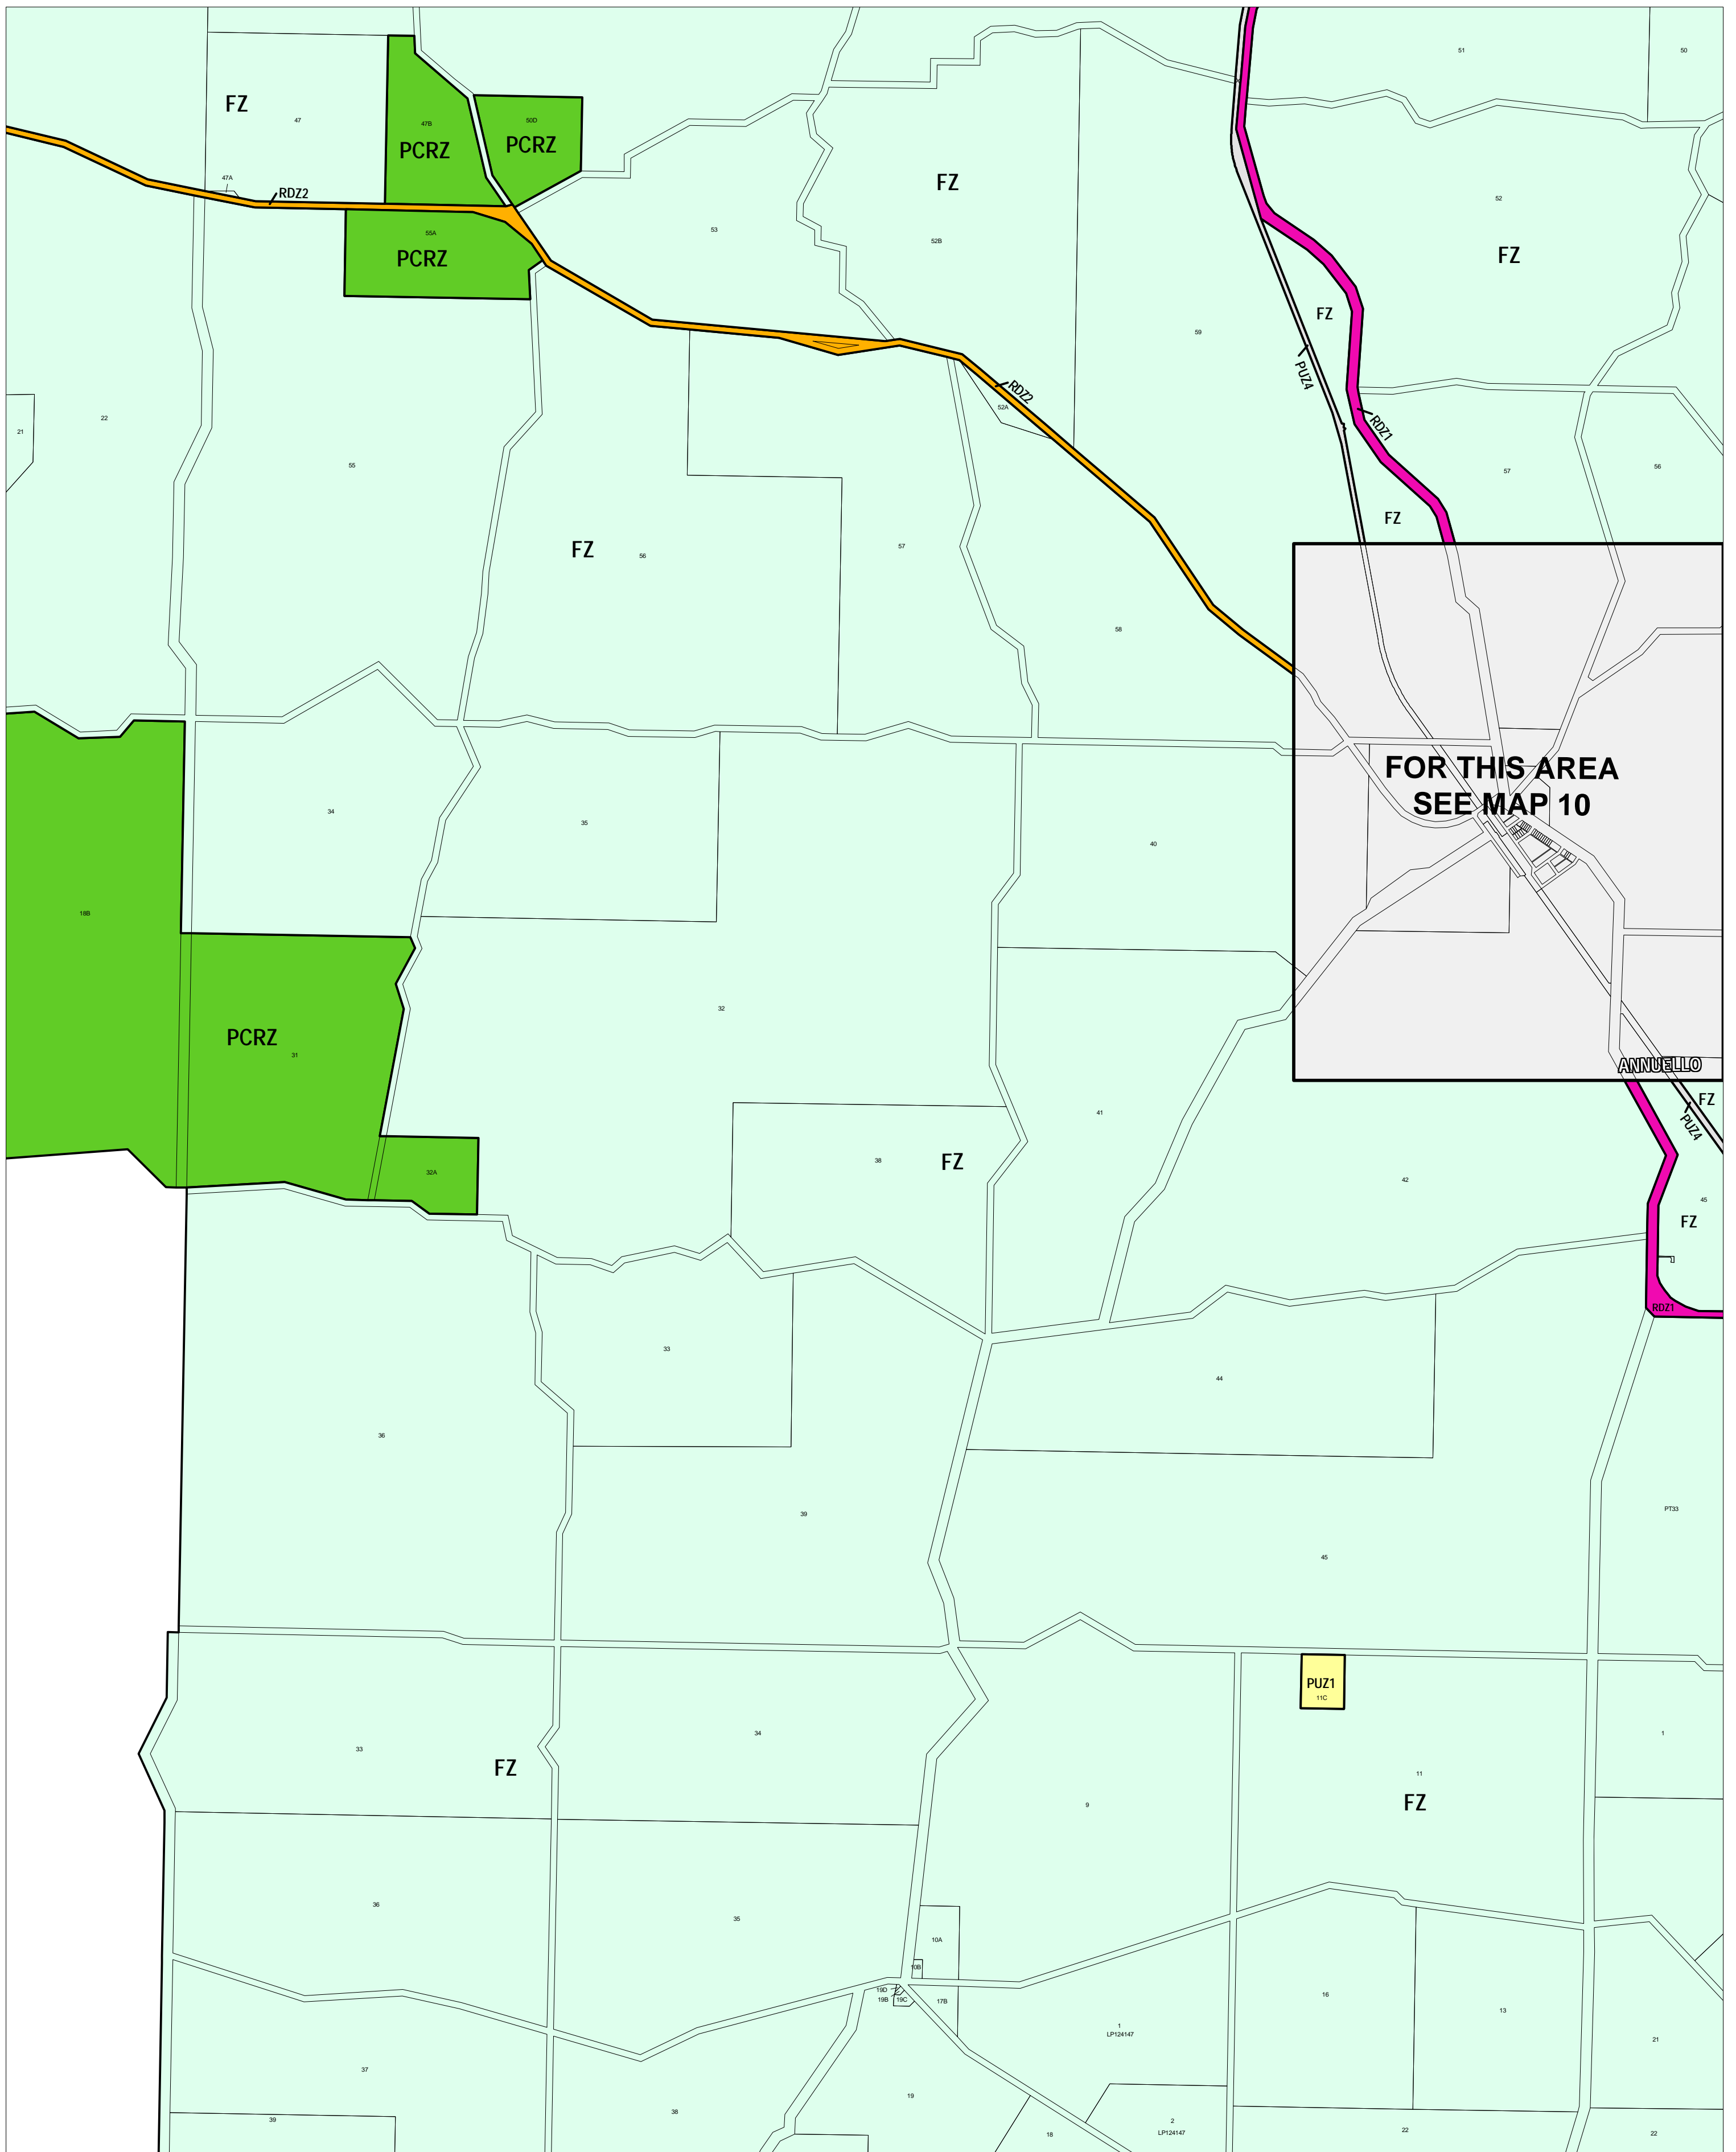 51
50
FZ
47
47B
PCRZ
50D
PCRZ
47A
RDZ2
55A
PCRZ
53
FZ
52B
52
FZ
59
FZ
PUZ4
RDZ1
RDZ2
52A
22
21
55
57
56
FZ
FZ
56
57
58
FOR THIS AREA
SEE MAP 10
34
35
40
18B
32
PCRZ
31
ANNUELLO
FZ
PUZ4
41
38
FZ
32A
42
45
FZ
RDZ1
33
44
36
39
PT33
45
PUZ1
11C
34
33
FZ
1
11
FZ
9
36
35
10A
10B
19D
19B
19C
17B
16
13
1
LP124147
21
37
19
38
39
2
LP124147
18
22
22